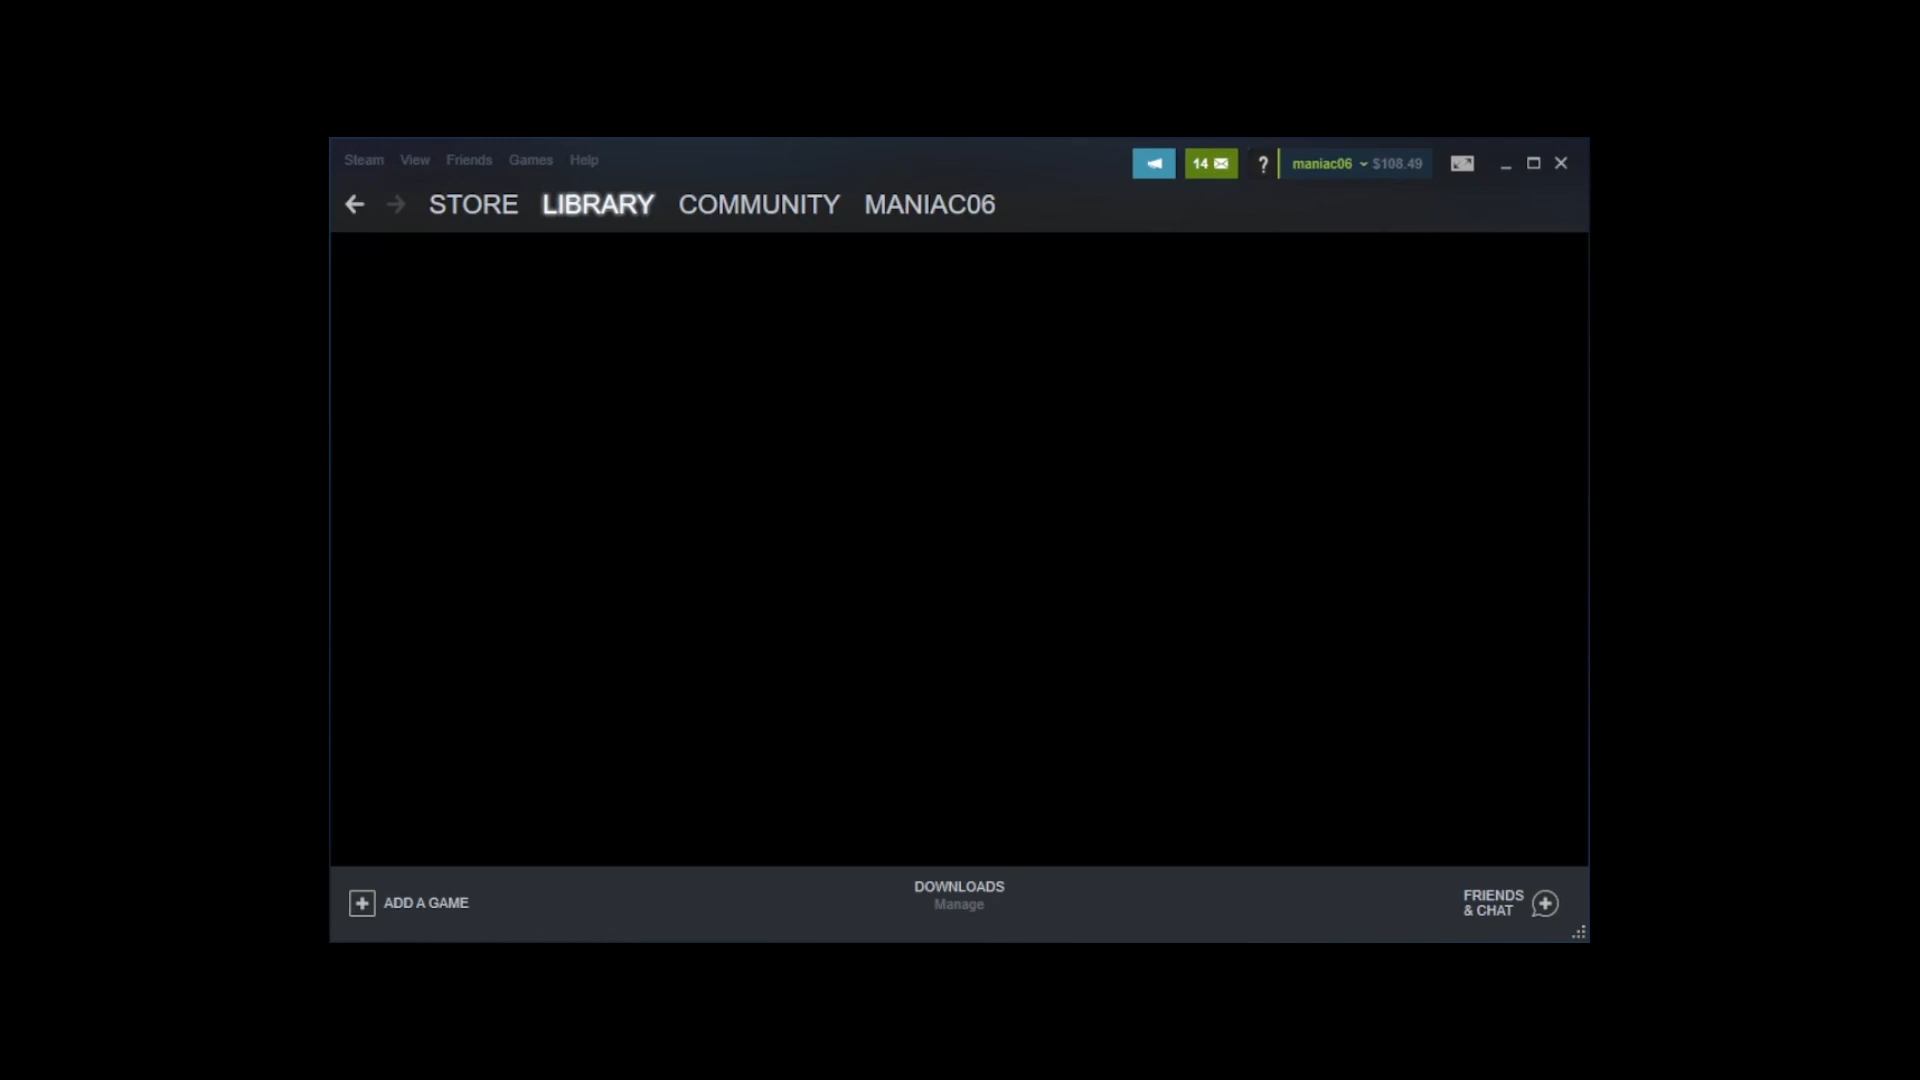 Steam View Friends Games Help
14 ? maniac06 $108.49
STORE LIBRARY COMMUNITY MANIAC06
ADD A GAME
DOWNLOADS
Manage
FRIENDS
& CHAT